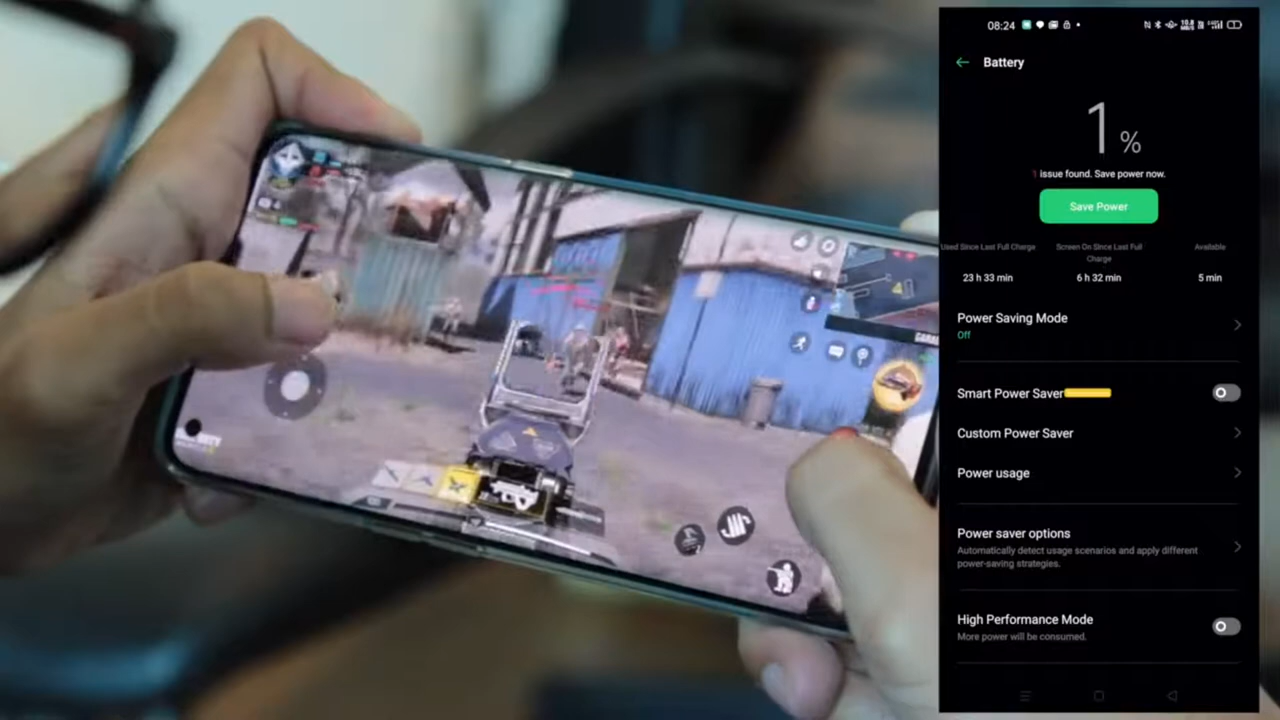 08:24
Battery
1 %
1 issue found. Save power now.
Save Power
Used Since Last Full Charge
Screen On Since Last Full
Charge
Available
23 h 33 min
6 h 32 min
5 min
Power Saving Mode
Off
Smart Power Saver
Custom Power Saver
Power usage
Power saver options
Automatically detect usage scenarios and apply different
power-saving strategies.
High Performance Mode
More power will be consumed.